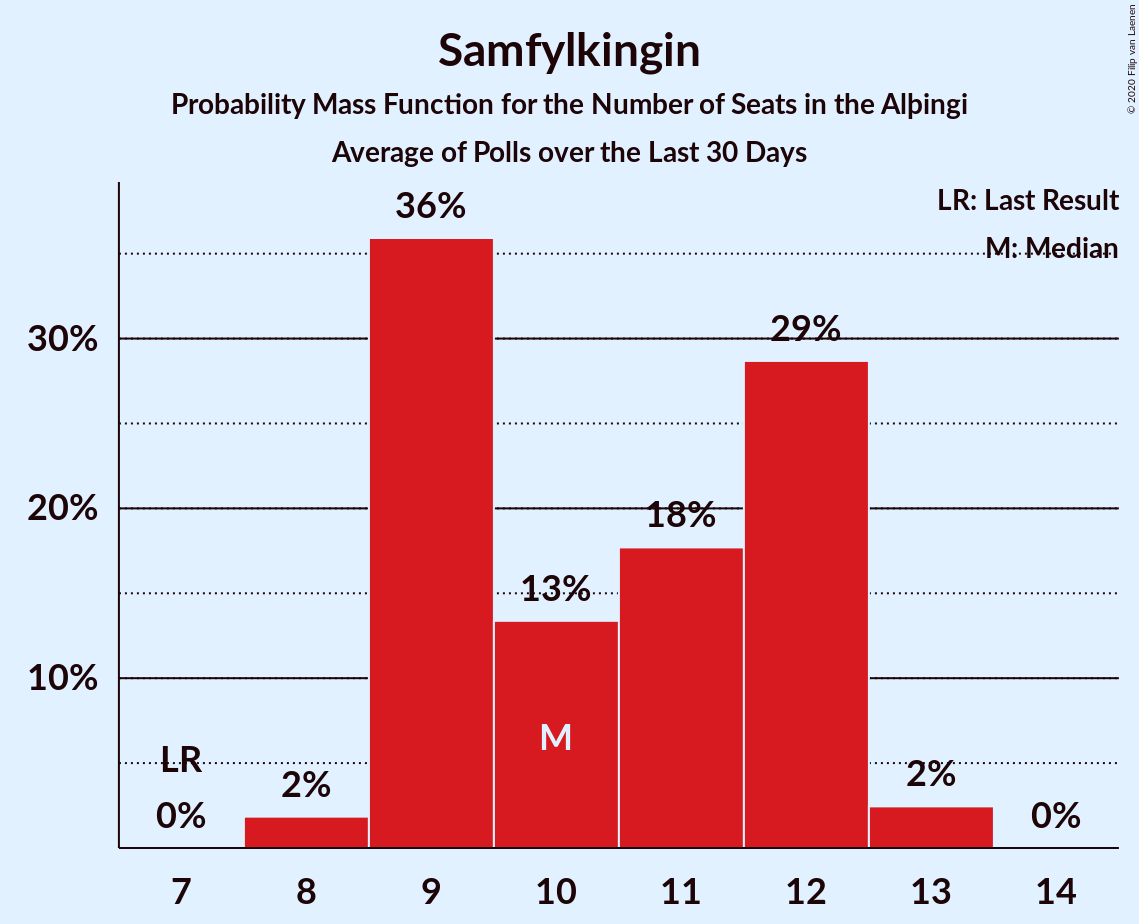 Samfylkingin
Probability Mass Function for the Number of Seats in the Alþingi
Average of Polls over the Last 30 Days
© 2020 Filip van Laenen
LR: Last Result
M: Median
36%
30%
29%
20%
18%
13%
10%
M
LR
0%
2%
2%
0%
7 8 9 10 11 12 13 14